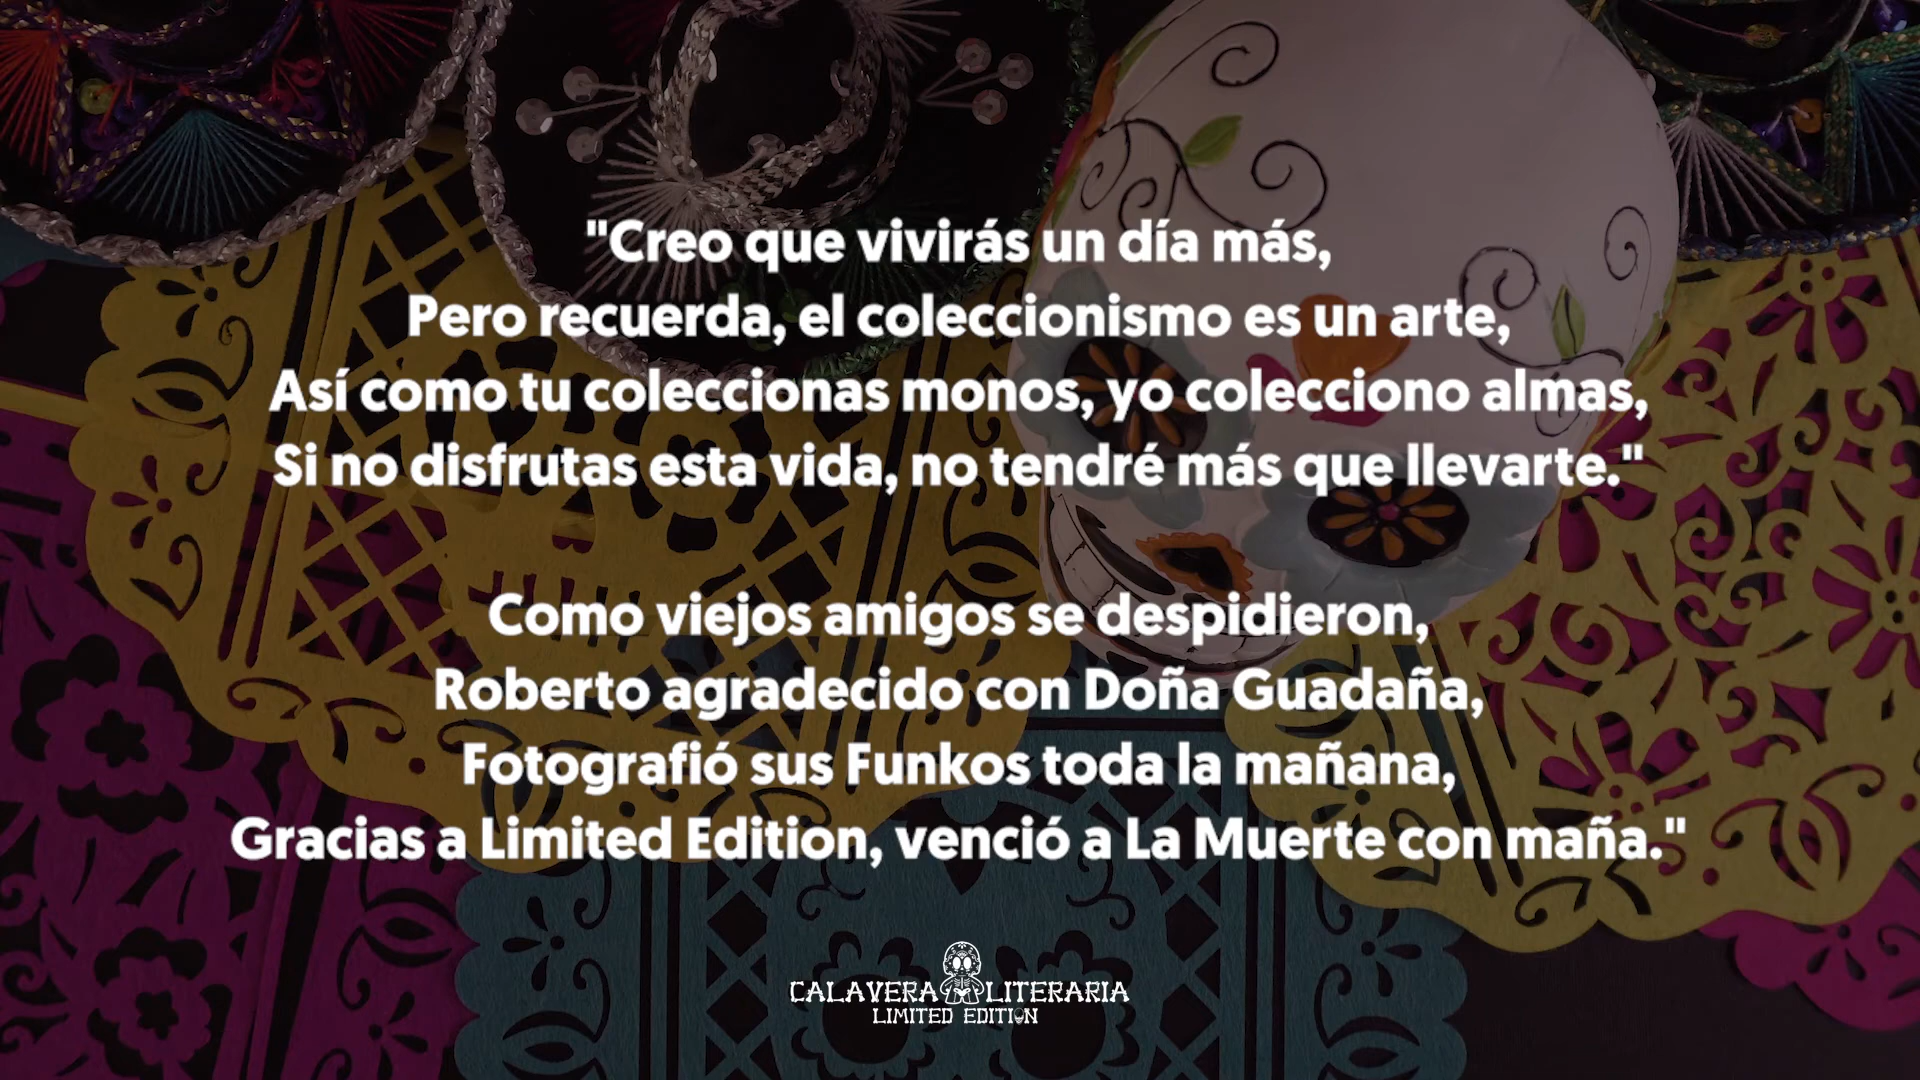 "Creo que vivirás un día más,
Pero recuerda, el coleccionismo es un arte,
Así como tu coleccionas monos, yo colecciono almas,
Si no disfrutas esta vida, no tendré más que llevarte."
Como viejos amigos se despidieron,
Roberto agradecido con Doña Guadaña,
Fotografió sus Funkos toda la mañana,
Gracias a Limited Edition, venció a La Muerte con maña."
CALAVERA LITERARIA
LIMITED EDITION